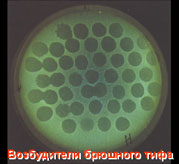 Возбудители брюшного тифа